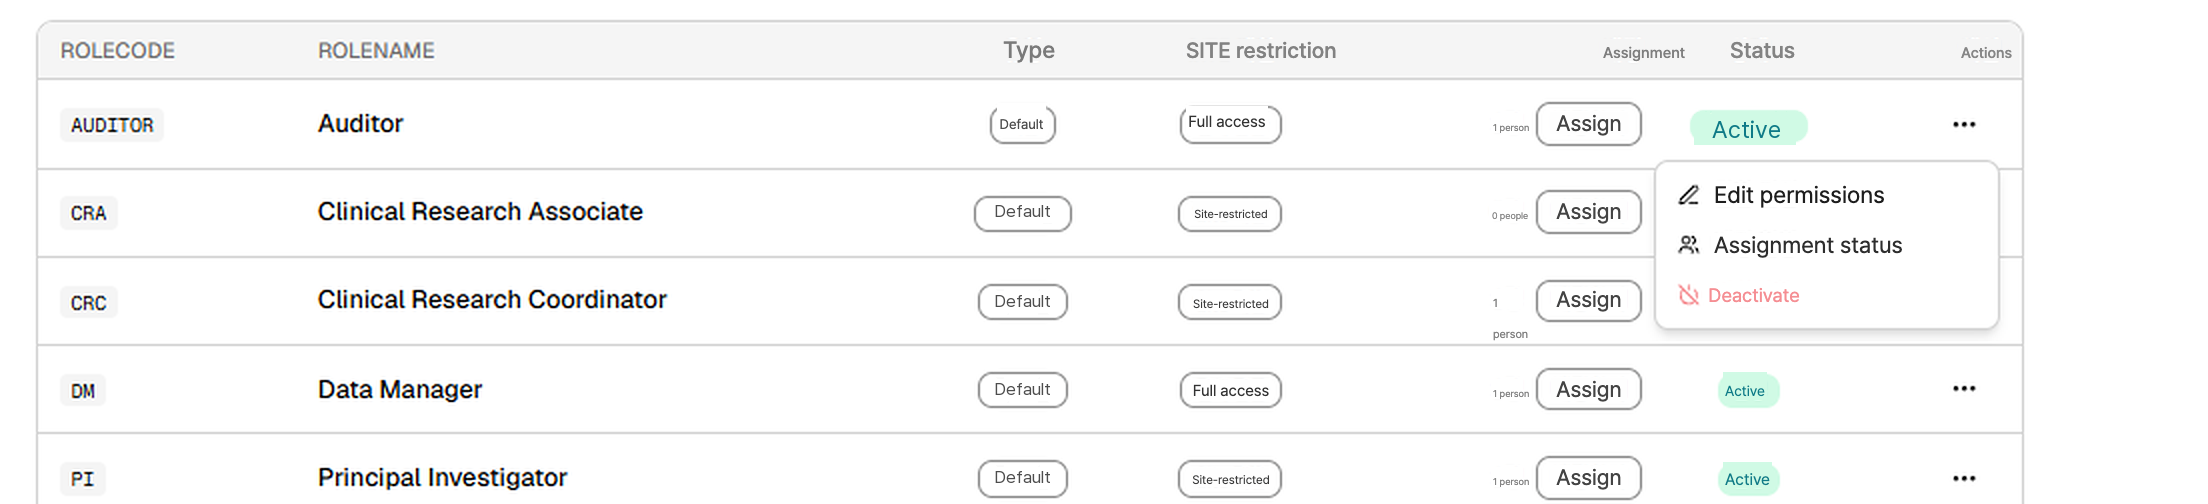 ROLECODE ROLENAME Type SITE restriction Assignment Status Actions
AUDITOR Auditor Default Full access 1 person Assign Active
CRA Clinical Research Associate Default Site-restricted 0 people Assign
Edit permissions
Assignment status
CRC Clinical Research Coordinator Default Site-restricted 1 person Assign
Deactivate
DM Data Manager Default Full access 1 person Assign Active
PI Principal Investigator Default Site-restricted 1 person Assign Active